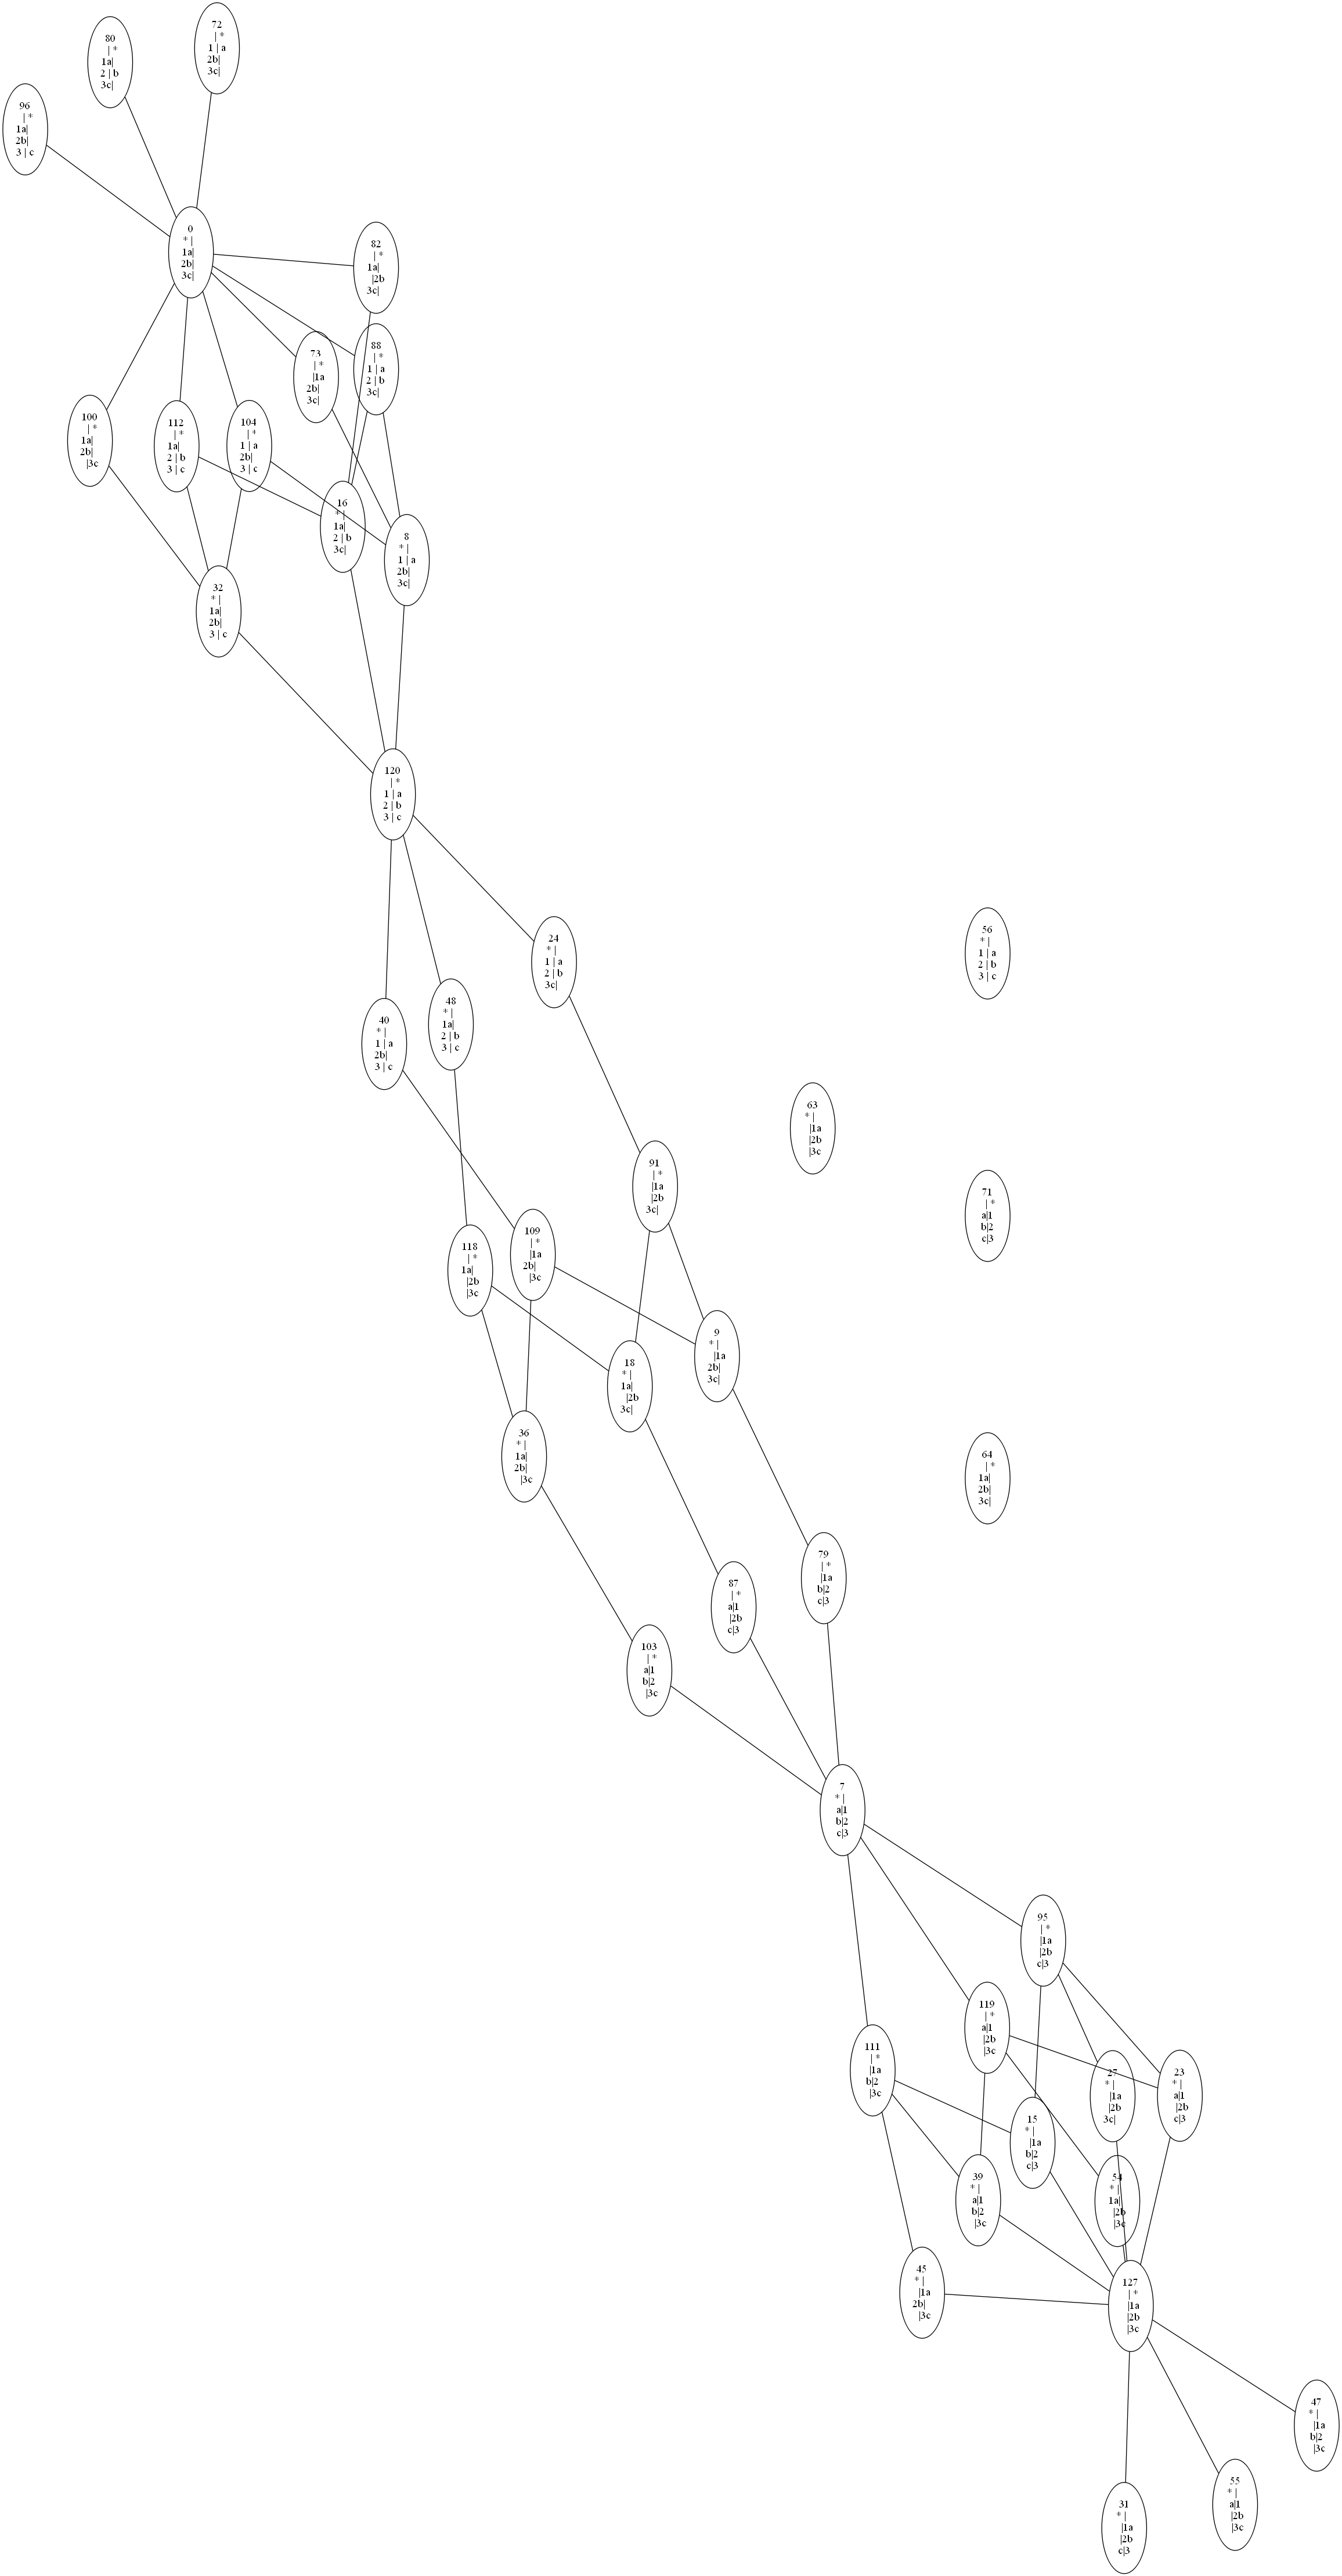 72
| *
1 | a
2b|
3c|
80
| *
1a|
2 | b
3c|
96
| *
1a|
2b|
3 | c
0
* |
1a|
2b|
3c|
82
| *
1a|
|2b
3c|
88
| *
1 | a
2 | b
3c|
73
| *
|1a
2b|
3c|
100
| *
1a|
2b|
|3c
112
| *
1a|
2 | b
3 | c
104
| *
1 | a
2b|
3 | c
16
* |
1a|
2 | b
3c|
8
* |
1 | a
2b|
3c|
32
* |
1a|
2b|
3 | c
120
| *
1 | a
2 | b
3 | c
24
* |
1 | a
2 | b
3c|
56
* |
1 | a
2 | b
3 | c
48
* |
1a|
2 | b
3 | c
40
* |
1 | a
2b|
3 | c
63
* |
|1a
|2b
|3c
91
| *
|1a
|2b
3c|
71
| *
a|1
b|2
c|3
109
| *
|1a
2b|
|3c
118
| *
1a|
|2b
|3c
9
* |
|1a
2b|
3c|
18
* |
1a|
|2b
3c|
36
* |
1a|
2b|
|3c
64
| *
1a|
2b|
3c|
79
| *
|1a
b|2
c|3
87
| *
a|1
|2b
c|3
103
| *
a|1
b|2
|3c
7
* |
a|1
b|2
c|3
95
| *
|1a
|2b
c|3
119
| *
a|1
|2b
|3c
111
| *
|1a
b|2
|3c
27
* |
|1a
|2b
3c|
23
* |
a|1
|2b
c|3
15
* |
|1a
b|2
c|3
39
* |
a|1
b|2
|3c
54
* |
1a|
|2b
|3c
45
* |
|1a
2b|
|3c
127
| *
|1a
|2b
|3c
47
* |
|1a
b|2
|3c
55
* |
a|1
|2b
|3c
31
* |
|1a
|2b
c|3